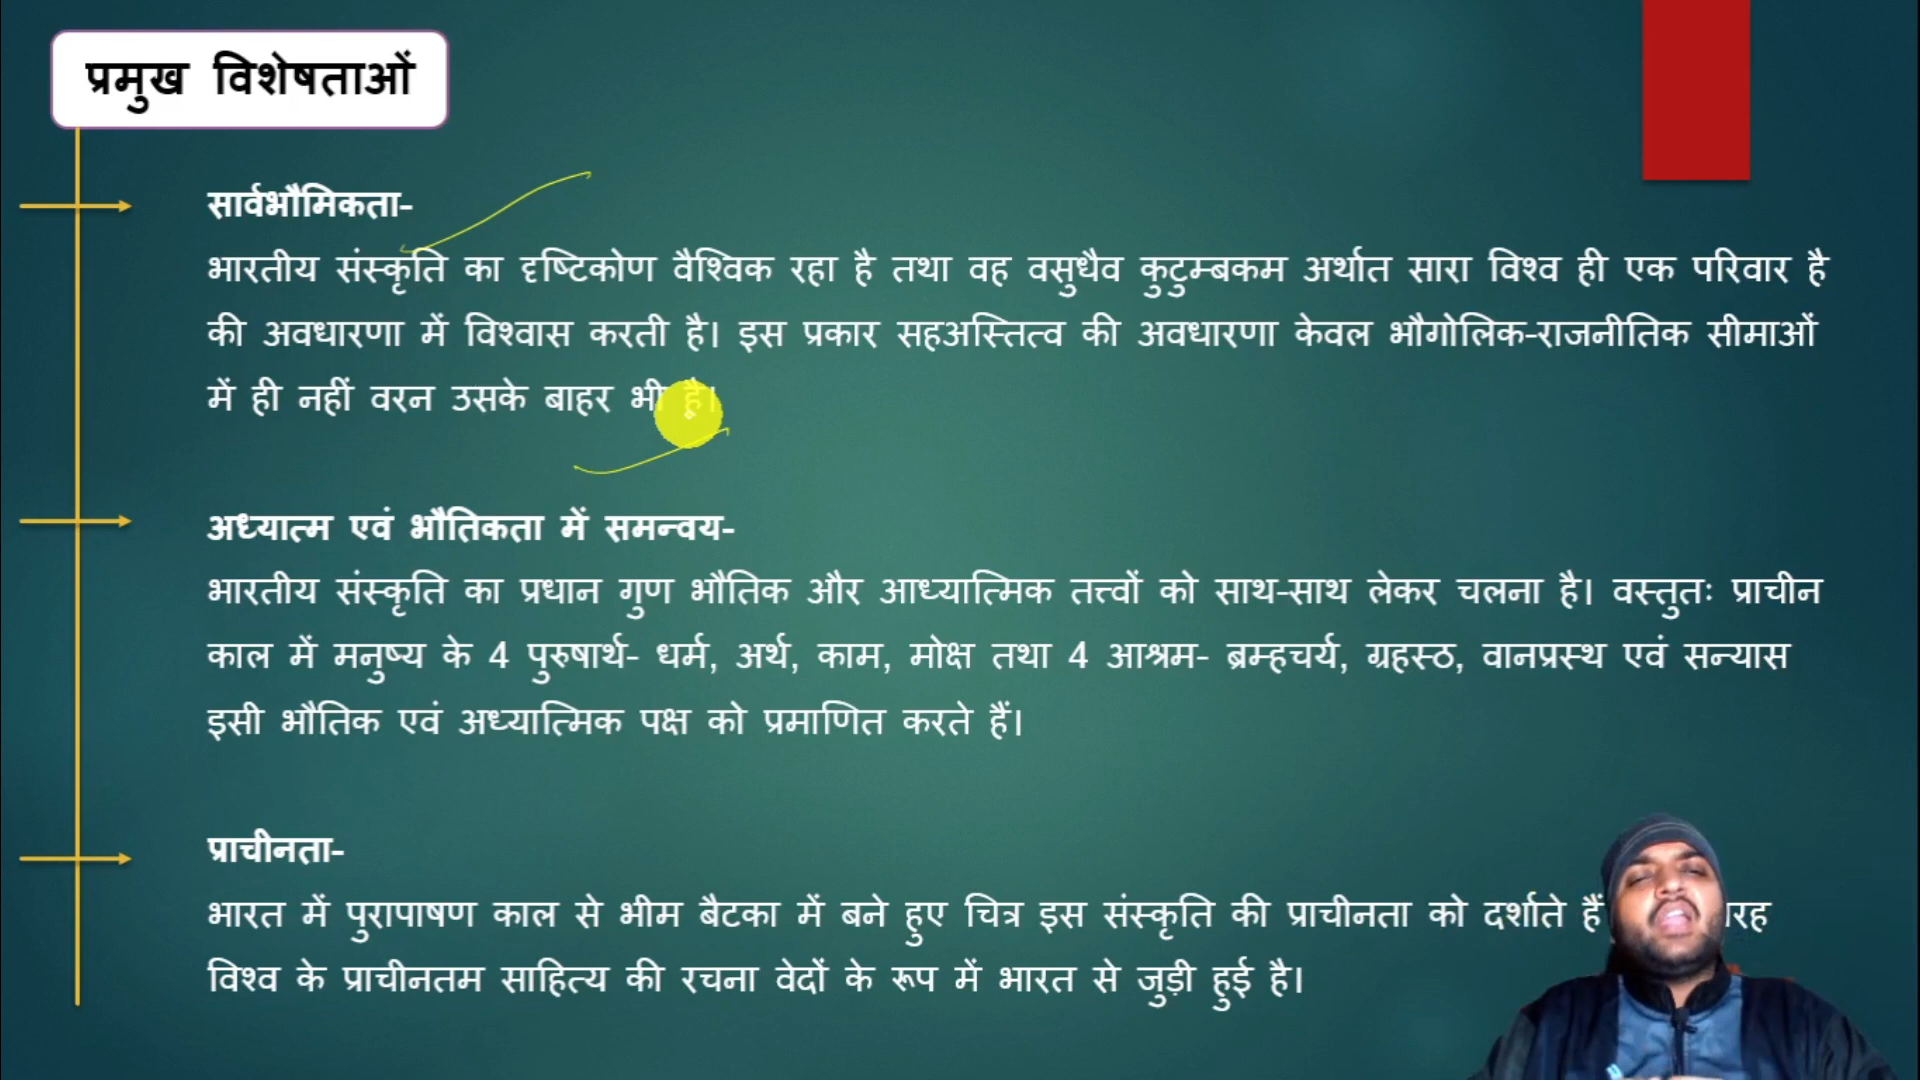 प्रमुख विशेषताओं
सार्वभौमिकता-
भारतीय संस्कृति का दृष्टिकोण वैश्विक रहा है तथा वह वसुधैव कुटुम्बकम अर्थात सारा विश्व ही एक परिवार है
की अवधारणा में विश्वास करती है। इस प्रकार सहअस्तित्व की अवधारणा केवल भौगोलिक-राजनीतिक सीमाओं
में ही नहीं वरन उसके बाहर भी है।
अध्यात्म एवं भौतिकता में समन्वय-
भारतीय संस्कृति का प्रधान गुण भौतिक और आध्यात्मिक तत्त्वों को साथ-साथ लेकर चलना है। वस्तुतः प्राचीन
काल में मनुष्य के 4 पुरुषार्थ- धर्म, अर्थ, काम, मोक्ष तथा 4 आश्रम- ब्रम्हचर्य, ग्रहस्ठ, वानप्रस्थ एवं सन्यास
इसी भौतिक एवं अध्यात्मिक पक्ष को प्रमाणित करते हैं।
प्राचीनता-
भारत में पुरापाषण काल से भीम बैटका में बने हुए चित्र इस संस्कृति की प्राचीनता को दर्शाते हैं
विश्व के प्राचीनतम साहित्य की रचना वेदों के रूप में भारत से जुड़ी हुई है।